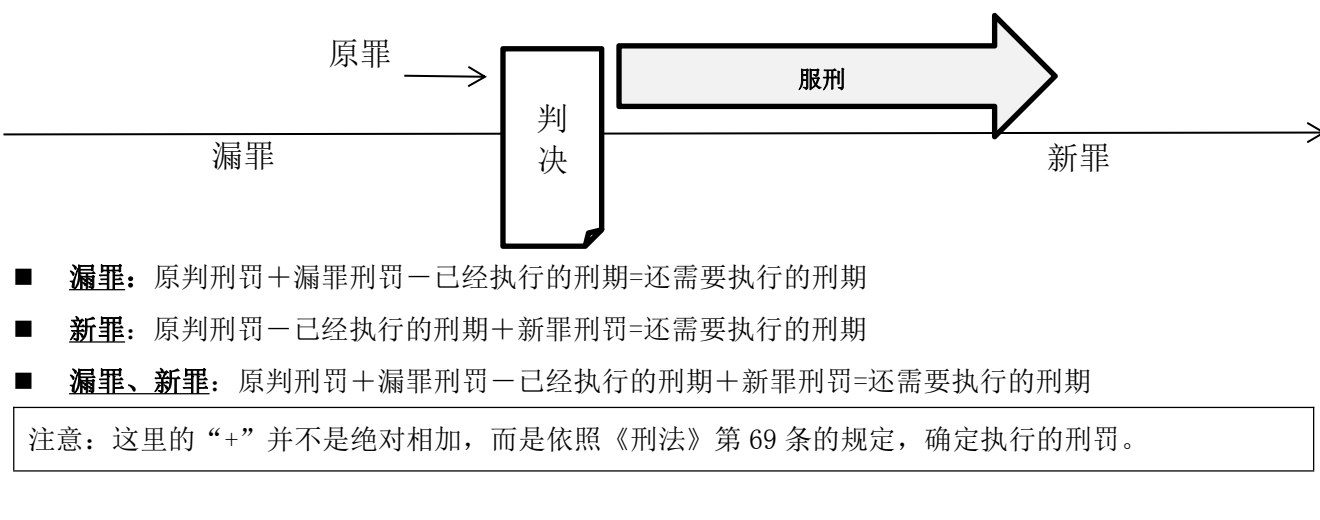 原罪
服刑
判
决
漏罪
新罪
■ 漏罪：原判刑罚＋漏罪刑罚－已经执行的刑期=还需要执行的刑期
■ 新罪：原判刑罚－已经执行的刑期＋新罪刑罚=还需要执行的刑期
■ 漏罪、新罪：原判刑罚＋漏罪刑罚－已经执行的刑期＋新罪刑罚=还需要执行的刑期
注意：这里的“+”并不是绝对相加，而是依照《刑法》第 69 条的规定，确定执行的刑罚。